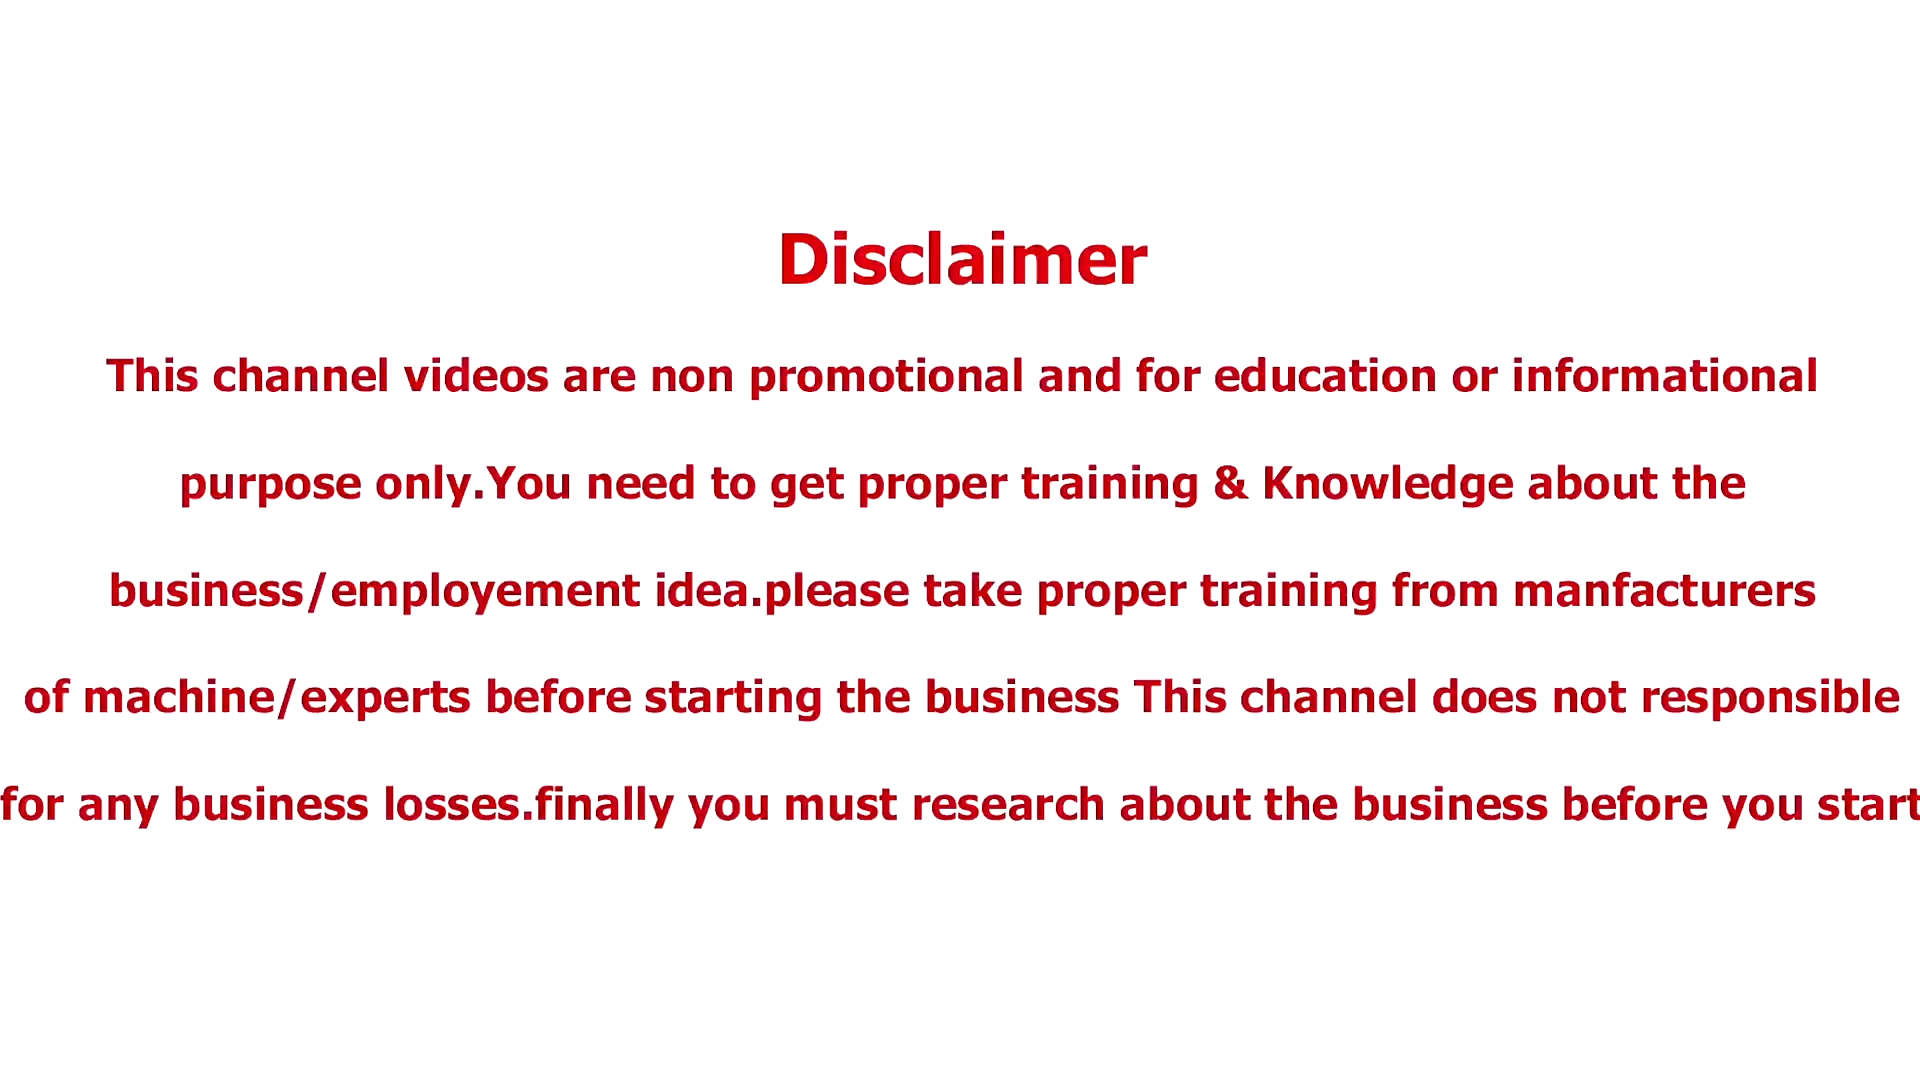 Disclaimer
This channel videos are non promotional and for education or informational
purpose only.You need to get proper training & Knowledge about the
business/employement idea.please take proper training from manfacturers
of machine/experts before starting the business This channel does not responsible
for any business losses.finally you must research about the business before you start